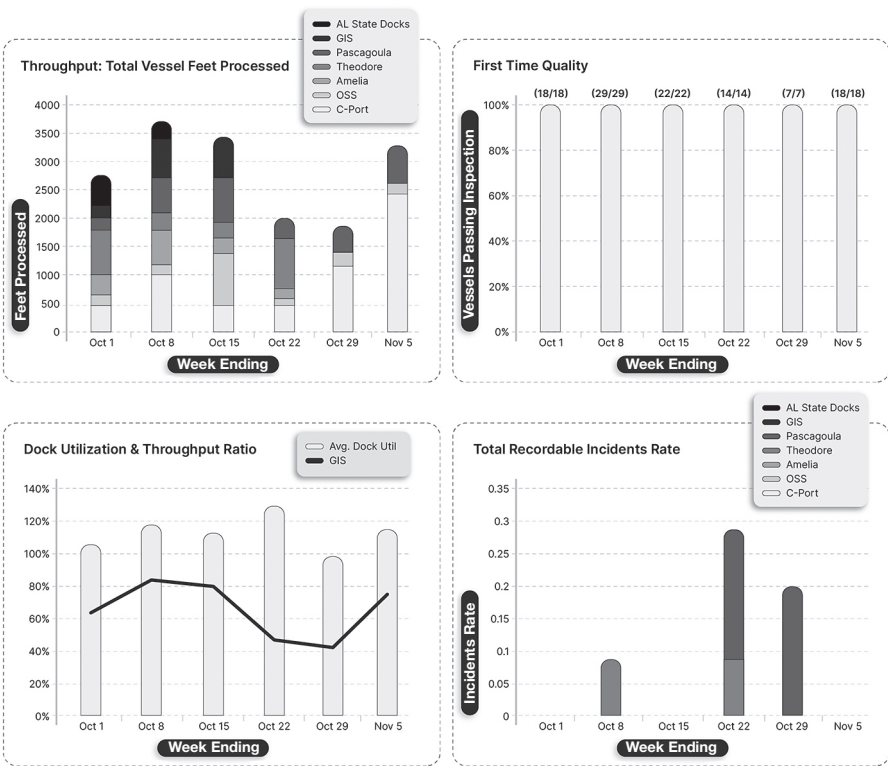 Throughput: Total Vessel Feet Processed
AL State Docks
GIS
Pascagoula
Theodore
Amelia
OSS
C-Port
Feet Processed
4000
3500
3000
2500
2000
1500
1000
500
0
Oct 1
Oct 8
Oct 15
Oct 22
Oct 29
Nov 5
Week Ending
First Time Quality
(18/18)
(29/29)
(22/22)
(14/14)
(7/7)
(18/18)
Vessels Passing Inspection
100%
80%
60%
40%
20%
0%
Oct 1
Oct 8
Oct 15
Oct 22
Oct 29
Nov 5
Week Ending
Dock Utilization & Throughput Ratio
Avg. Dock Util
GIS
140%
120%
100%
80%
60%
40%
20%
0%
Oct 1
Oct 8
Oct 15
Oct 22
Oct 29
Nov 5
Week Ending
Total Recordable Incidents Rate
AL State Docks
GIS
Pascagoula
Theodore
Amelia
OSS
C-Port
Incidents Rate
0.35
0.3
0.25
0.2
0.15
0.1
0.05
0
Oct 1
Oct 8
Oct 15
Oct 22
Oct 29
Nov 5
Week Ending